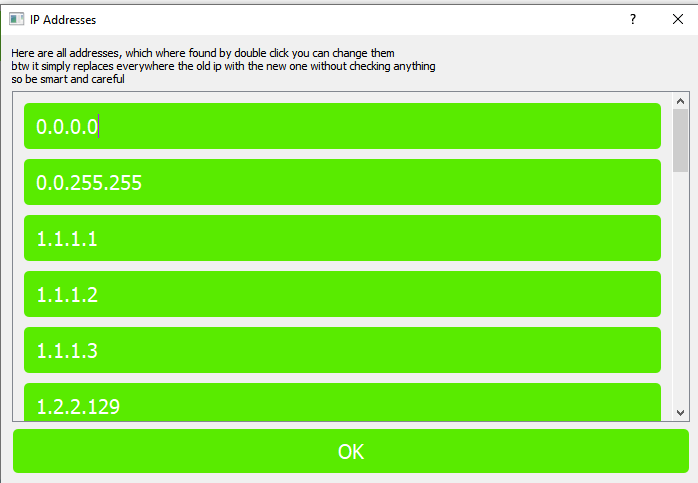 IP Addresses
?
Here are all addresses, which where found by double click you can change them
btw it simply replaces everywhere the old ip with the new one without checking anything
so be smart and careful
0.0.0.0
0.0.255.255
1.1.1.1
1.1.1.2
1.1.1.3
1.2.2.129
OK